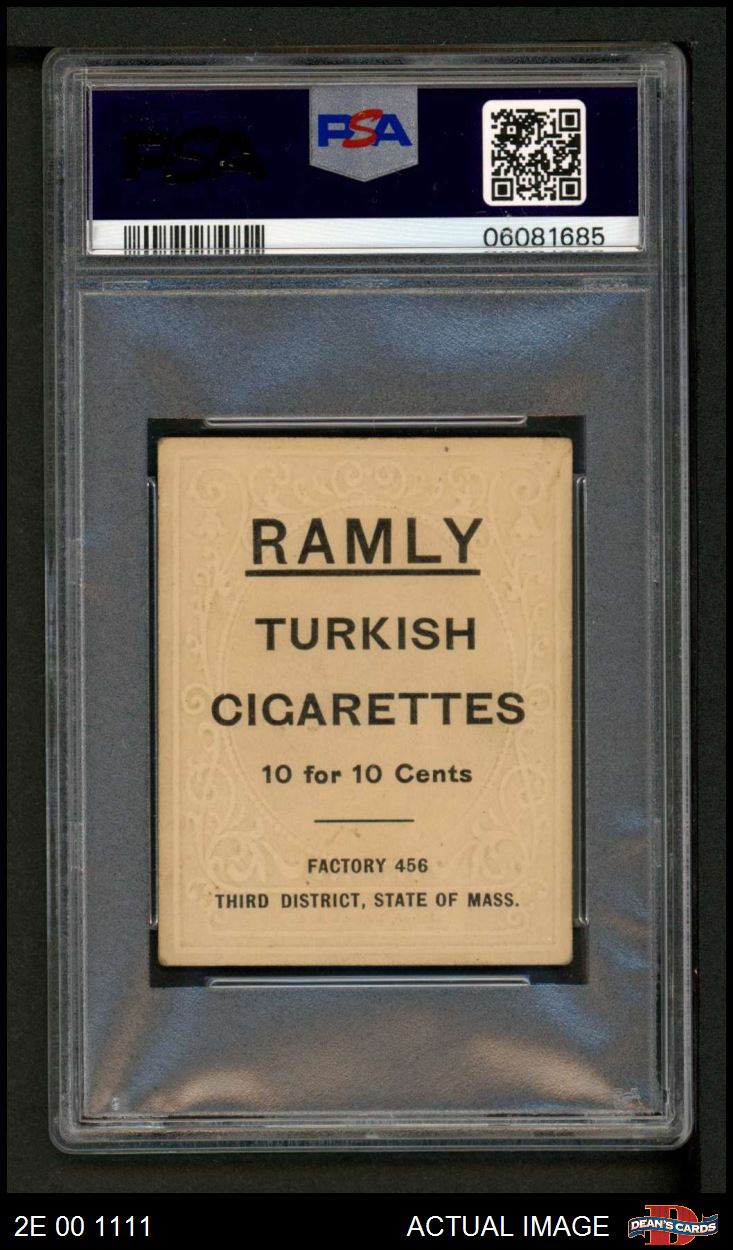 PSA
PSA
06081685
RAMLY
TURKISH
CIGARETTES
10 for 10 Cents
FACTORY 456
THIRD DISTRICT, STATE OF MASS.
2E 00 1111
ACTUAL IMAGE
DEAN'S CARDS